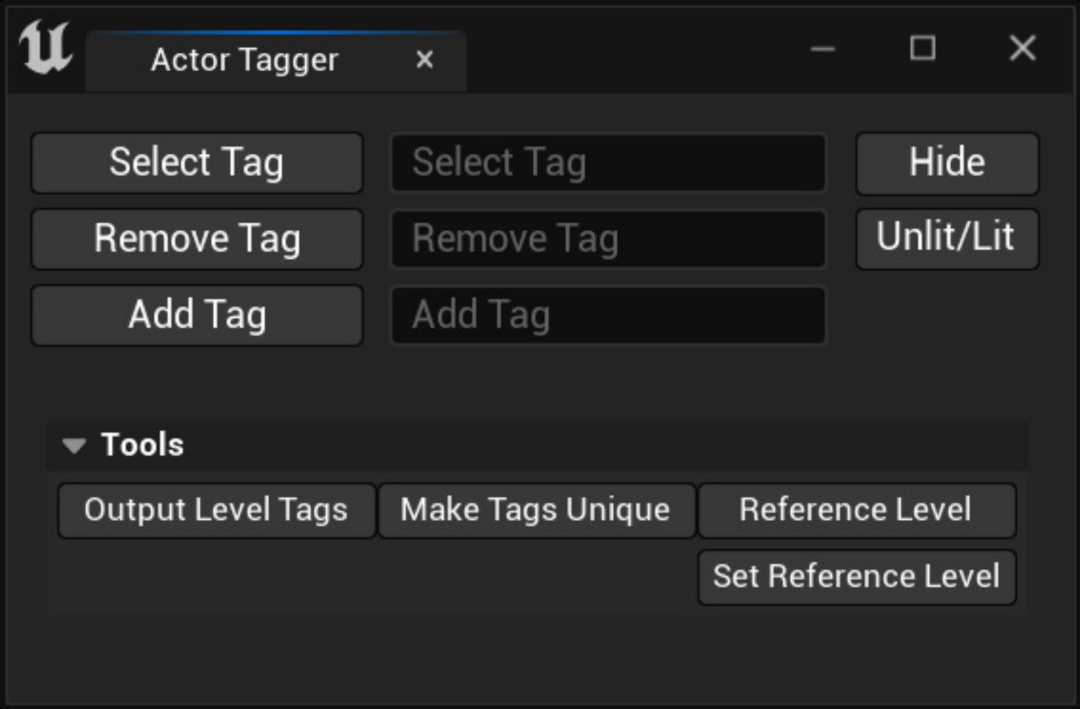 Actor Tagger
Select Tag Select Tag Hide
Remove Tag Remove Tag Unlit/Lit
Add Tag Add Tag
Tools
Output Level Tags Make Tags Unique Reference Level
Set Reference Level